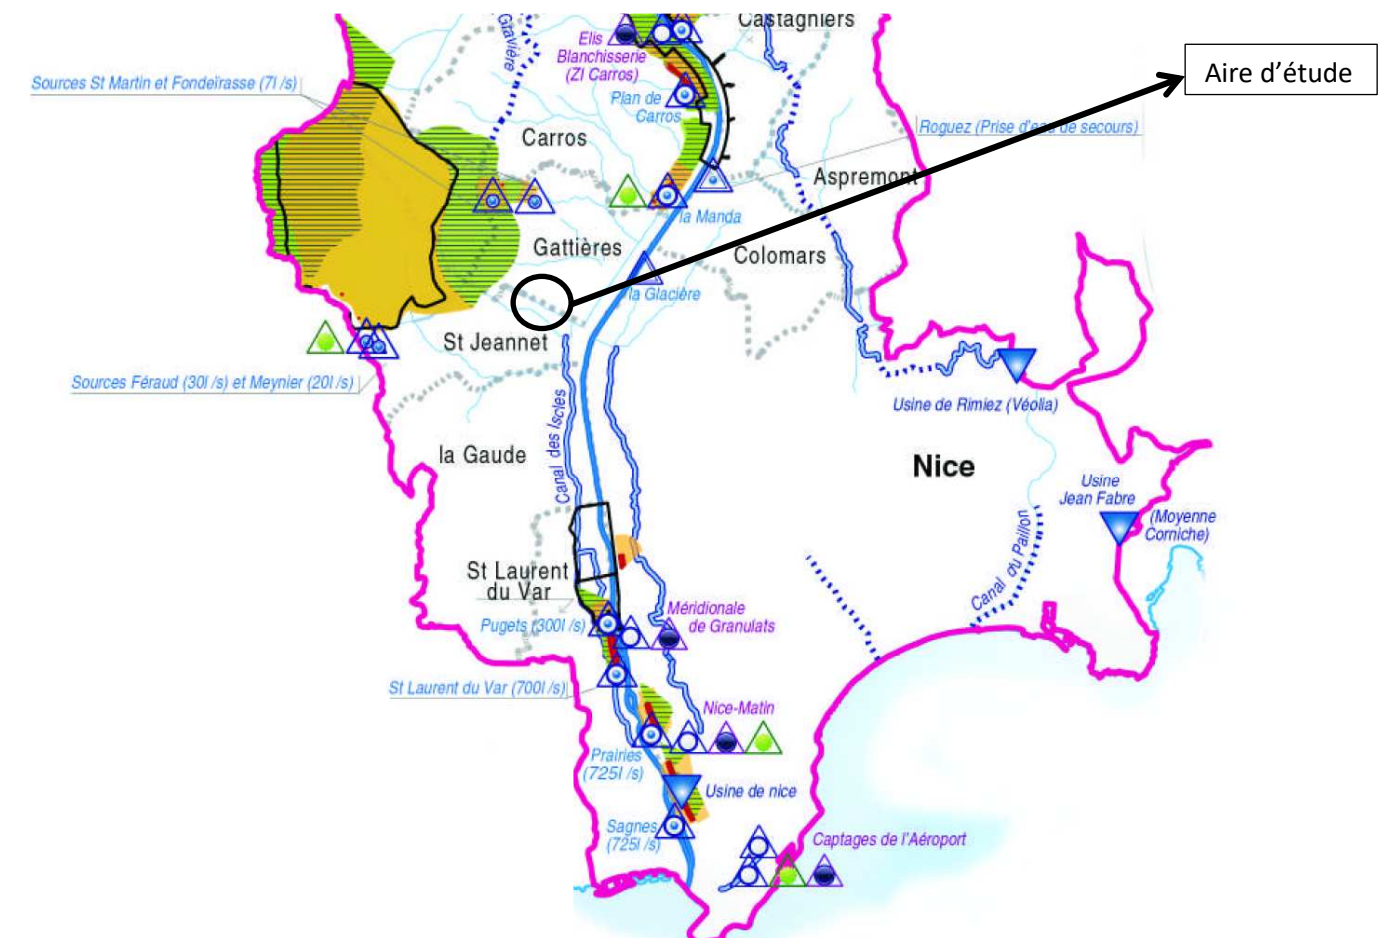 Castagniers
Gravière
Elis
Blanchisserie
(ZI Carros)
Aire d'étude
Sources St Martin et Fondeïrasse (7l /s)
Plan de
Carros
Carros
Roguez (Prise d'eau de secours)
Aspremont
la Manda
Gattières
Colomars
la Glacière
St Jeannet
Sources Féraud (30l /s) et Meynier (20l /s)
Usine de Rimiez (Véolia)
Canal des Iscles
la Gaude
Nice
Usine
Jean Fabre
(Moyenne
Corniche)
Canal du Paillon
St Laurent
du Var
Pugets (300l /s)
Méridionale
de Granulats
St Laurent du Var (700l /s)
Nice-Matin
Prairies
(725l /s)
Usine de nice
Sagnes
(725l /s)
Captages de l'Aéroport